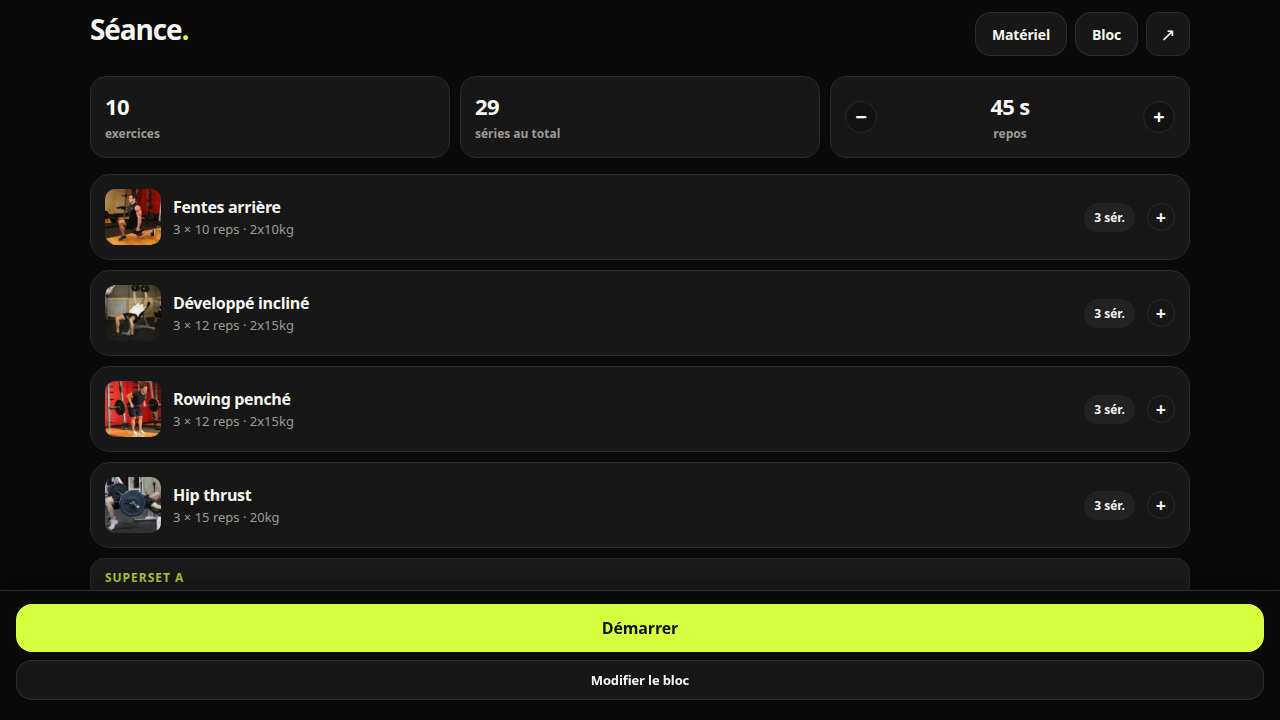 Séance.
Matériel
Bloc
↗
10
exercices
29
séries au total
−
45 s
repos
+
Fentes arrière
3 × 10 reps · 2x10kg
3 sér.
+
Développé incliné
3 × 12 reps · 2x15kg
3 sér.
+
Rowing penché
3 × 12 reps · 2x15kg
3 sér.
+
Hip thrust
3 × 15 reps · 20kg
3 sér.
+
SUPERSET A
Démarrer
Modifier le bloc